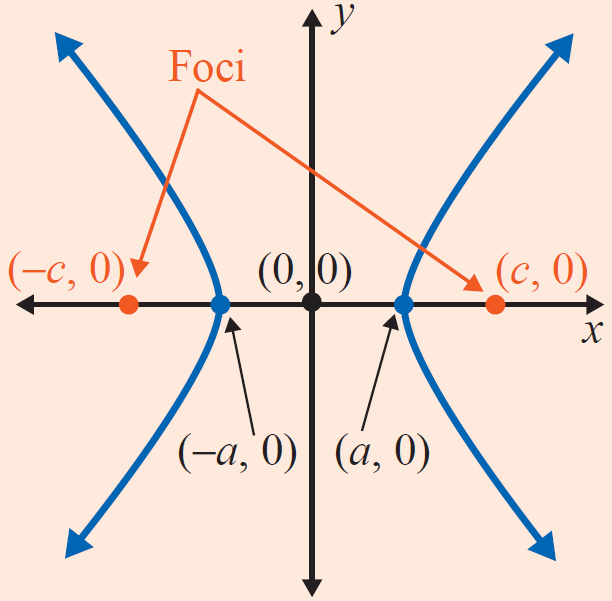 y
Foci
(−c, 0)
(0, 0)
(c, 0)
x
(−a, 0)
(a, 0)